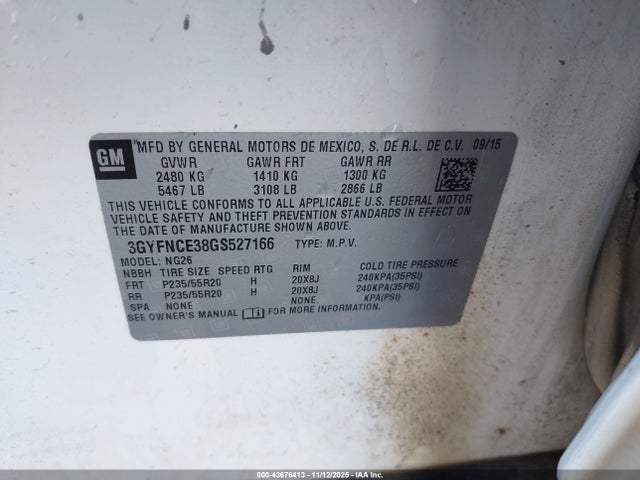 GM
MFD BY GENERAL MOTORS DE MEXICO, S. DE R.L. DE C.V. 09/15
GVWR GAWR FRT GAWR RR
2480 KG 1410 KG 1300 KG
5467 LB 3108 LB 2866 LB
THIS VEHICLE CONFORMS TO ALL APPLICABLE U.S. FEDERAL MOTOR
VEHICLE SAFETY AND THEFT PREVENTION STANDARDS IN EFFECT ON
THE DATE OF MANUFACTURE SHOWN ABOVE.
3GYFNCE38GS527166 TYPE: M.P.V.
MODEL: NG26
NBBH TIRE SIZE SPEED RTG RIM COLD TIRE PRESSURE
FRT P235/55R20 H 20X8J 240KPA(35PSI)
RR P235/55R20 H 20X8J 240KPA(35PSI)
SPA NONE NONE KPA(PSI)
SEE OWNER'S MANUAL FOR MORE INFORMATION.
000-43676413 - 11/12/2025 - IAA Inc.